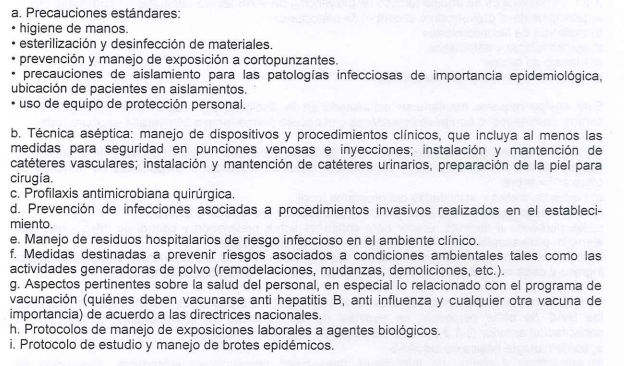 a. Precauciones estándares:
• higiene de manos.
• esterilización y desinfección de materiales.
• prevención y manejo de exposición a cortopunzantes.
• precauciones de aislamiento para las patologías infecciosas de importancia epidemiológica,
ubicación de pacientes en aislamientos.
• uso de equipo de protección personal.
b. Técnica aséptica: manejo de dispositivos y procedimientos clínicos, que incluya al menos las
medidas para seguridad en punciones venosas e inyecciones; instalación y mantención de
catéteres vasculares; instalación y mantención de catéteres urinarios, preparación de la piel para
cirugía.
c. Profilaxis antimicrobiana quirúrgica.
d. Prevención de infecciones asociadas a procedimientos invasivos realizados en el estableci-
miento.
e. Manejo de residuos hospitalarios de riesgo infeccioso en el ambiente clínico.
f. Medidas destinadas a prevenir riesgos asociados a condiciones ambientales tales como las
actividades generadoras de polvo (remodelaciones, mudanzas, demoliciones, etc.).
g. Aspectos pertinentes sobre la salud del personal, en especial lo relacionado con el programa de
vacunación (quiénes deben vacunarse anti hepatitis B, anti influenza y cualquier otra vacuna de
importancia) de acuerdo a las directrices nacionales.
h. Protocolos de manejo de exposiciones laborales a agentes biológicos.
i. Protocolo de estudio y manejo de brotes epidémicos.